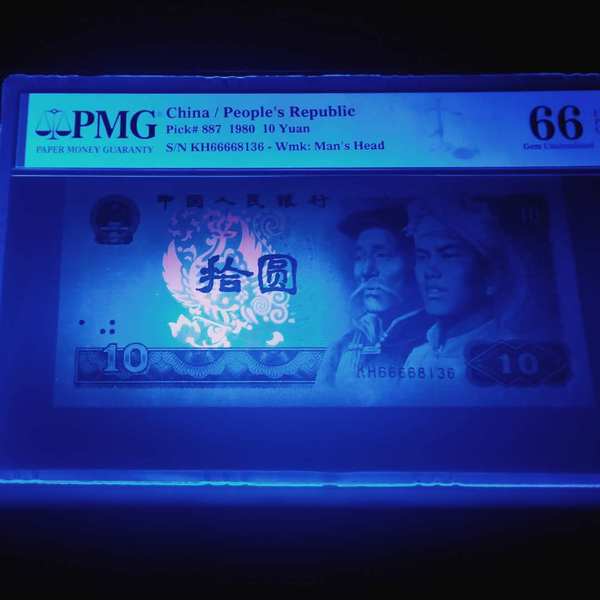 PMG
PAPER MONEY GUARANTY
China / People's Republic
Pick# 887 1980 10 Yuan
S/N KH66668136 - Wmk: Man's Head
66
Gem Uncirculated
中国人民银行
10
拾圆
10
KH66668136
10